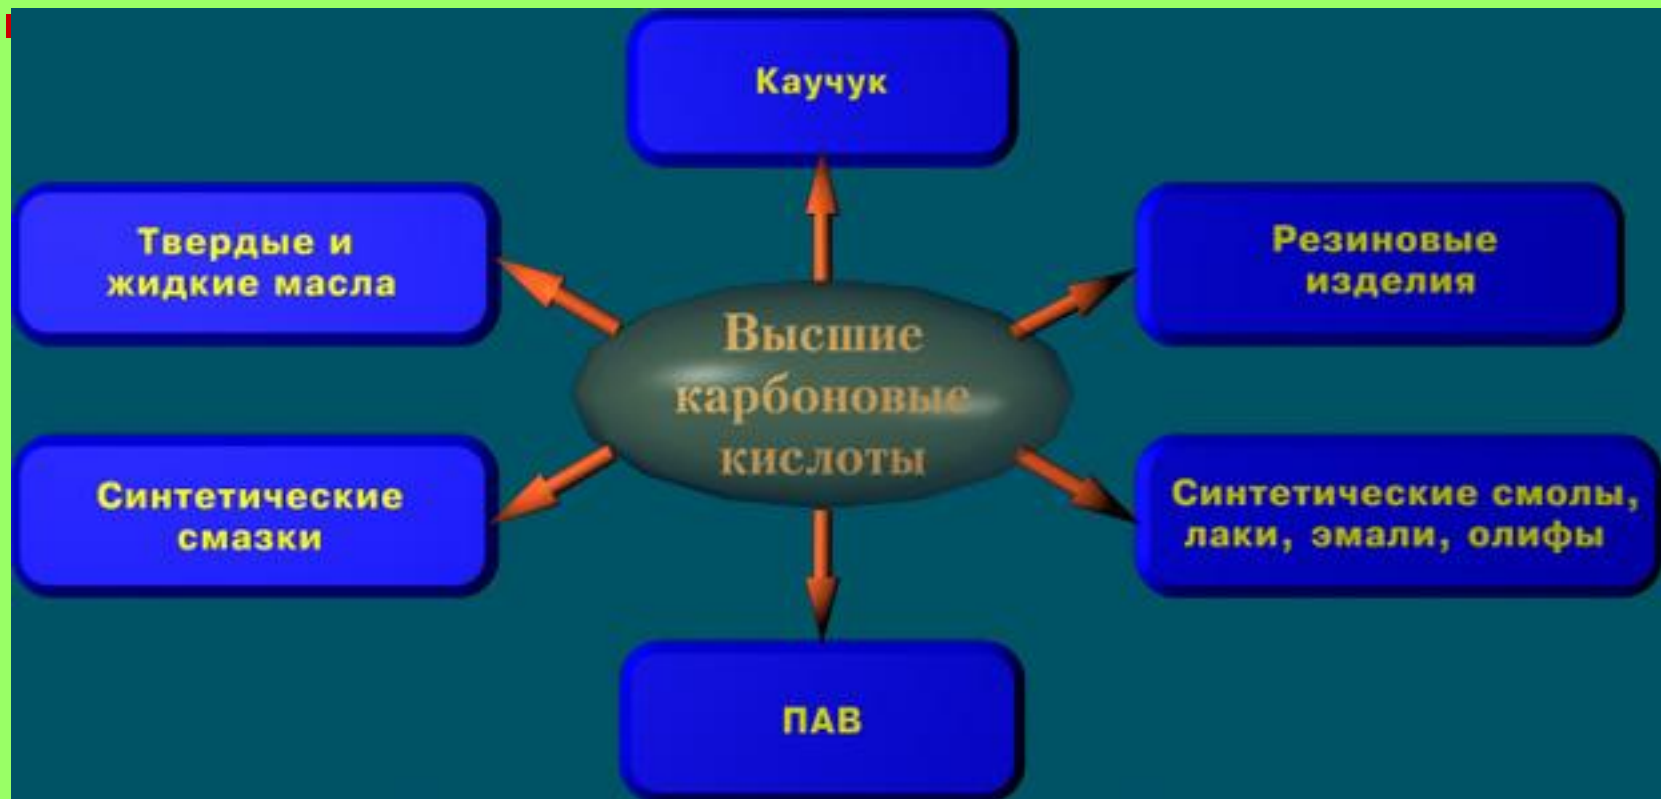 Каучук
Твердые и
жидкие масла
Резиновые
изделия
Высшие
карбоновые
кислоты
Синтетические
смазки
Синтетические смолы,
лаки, эмали, олифы
ПАВ